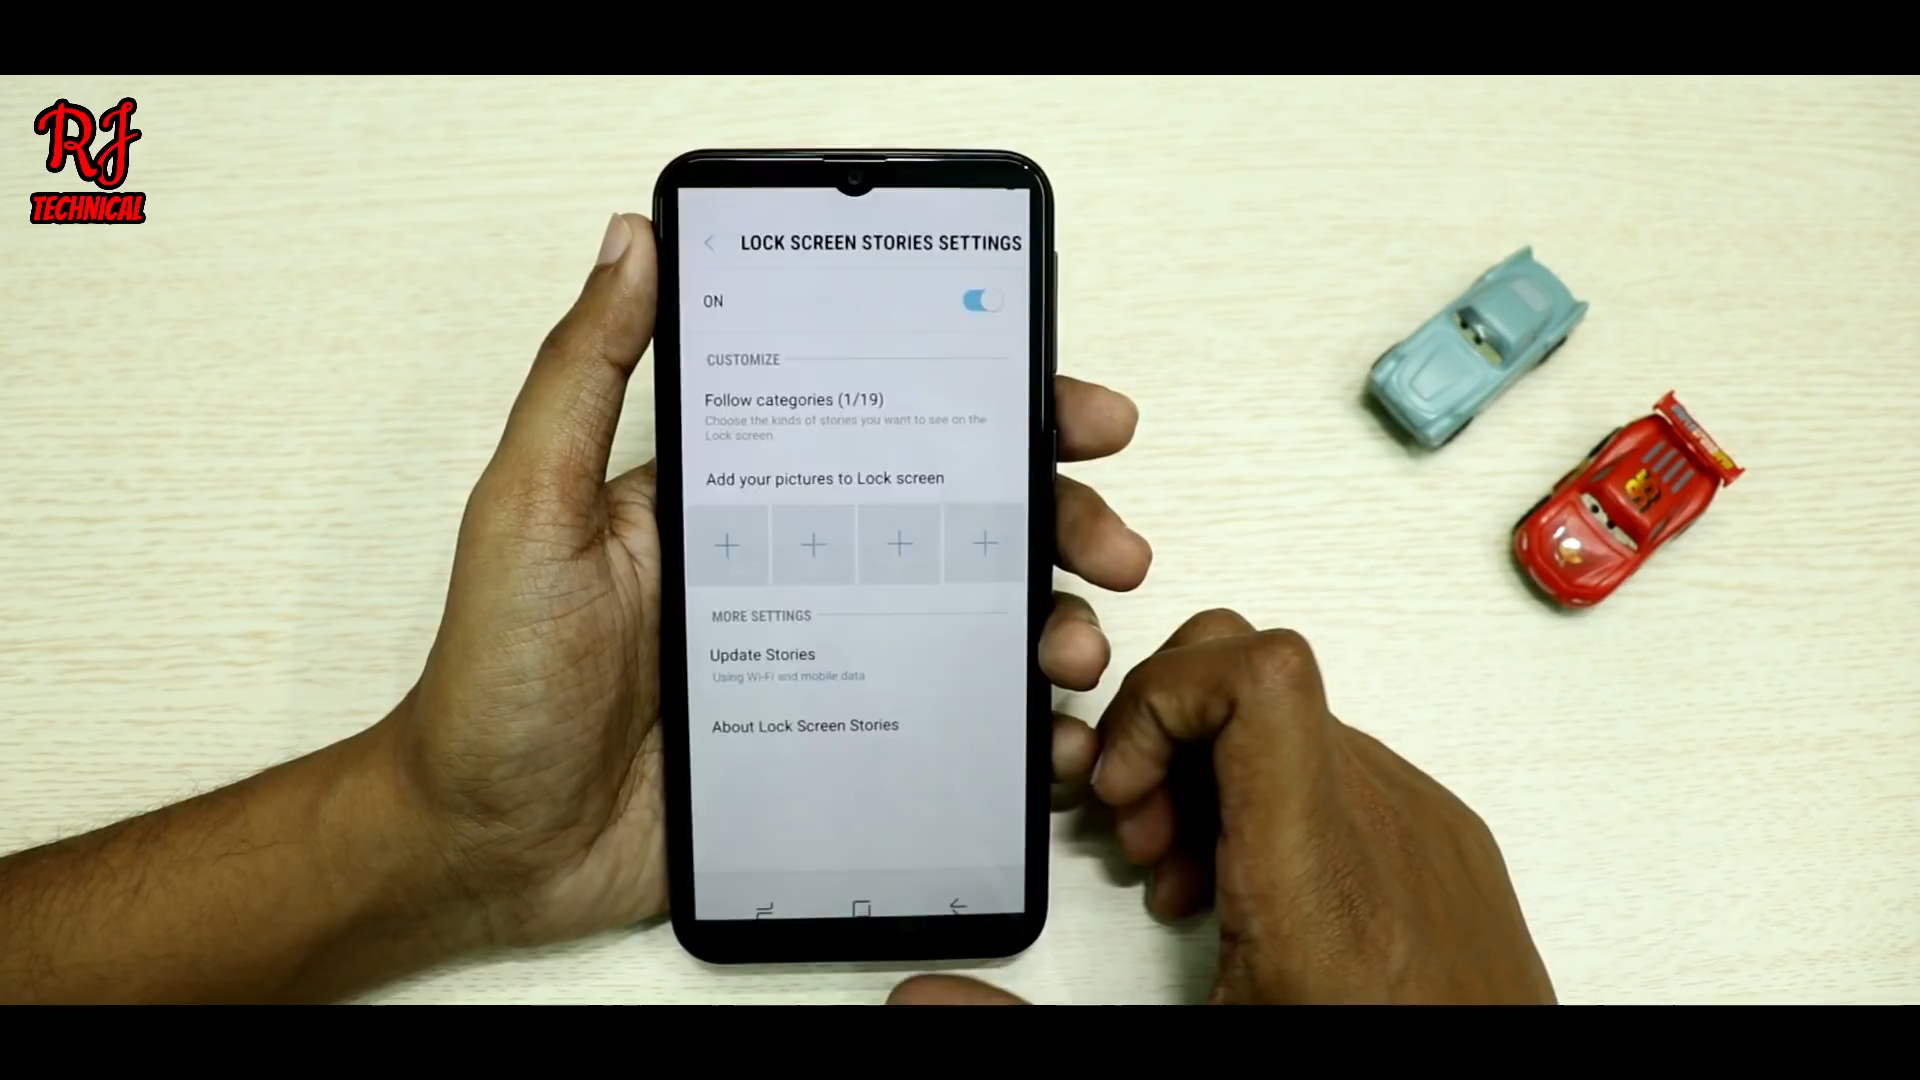 RJ
TECHNICAL
LOCK SCREEN STORIES SETTINGS
ON
CUSTOMIZE
Follow categories (1/19)
Choose the kinds of stories you want to see on the
Lock screen.
Add your pictures to Lock screen
MORE SETTINGS
Update Stories
Using Wi-Fi and mobile data
About Lock Screen Stories